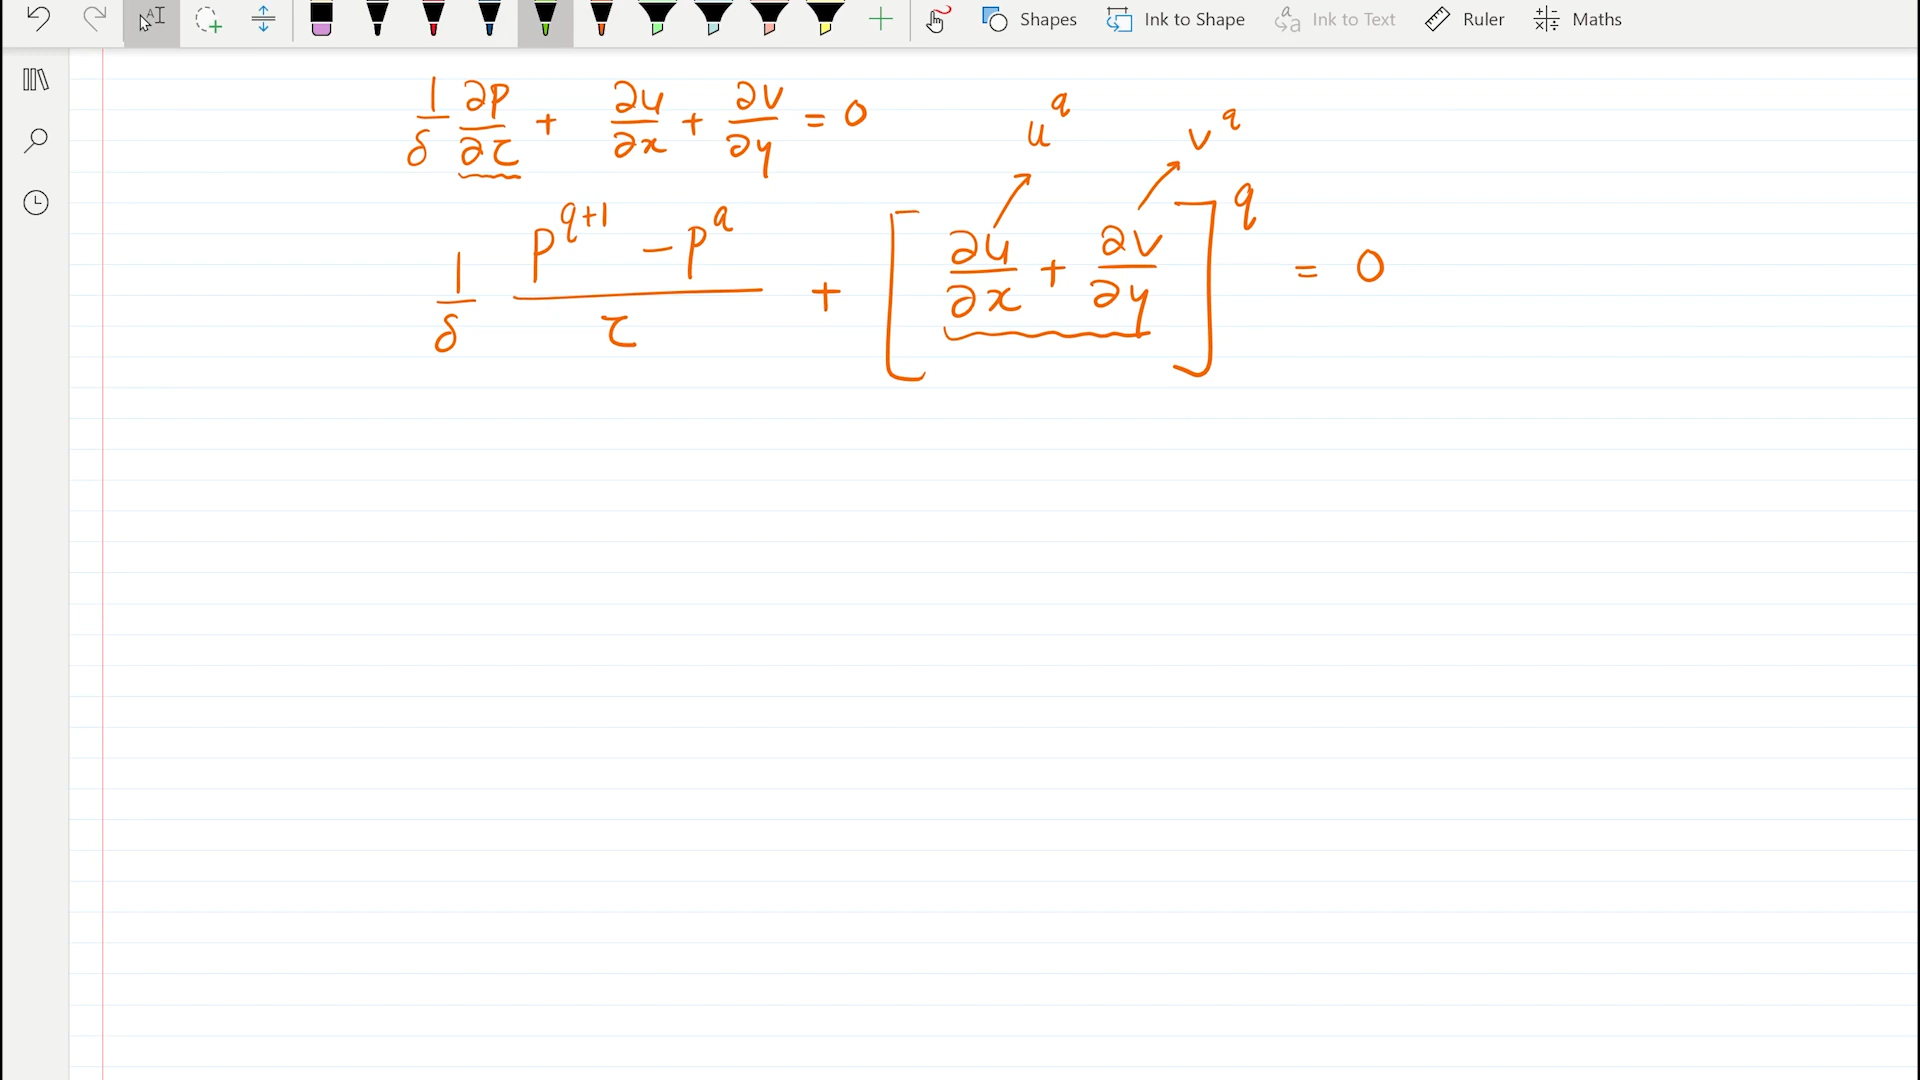 Shapes Ink to Shape Ink to Text Ruler Maths
1/δ ∂p/∂τ + ∂u/∂x + ∂v/∂y = 0
u^q v^q
1/δ (p^{q+1} - p^q)/τ + [∂u/∂x + ∂v/∂y]^q = 0